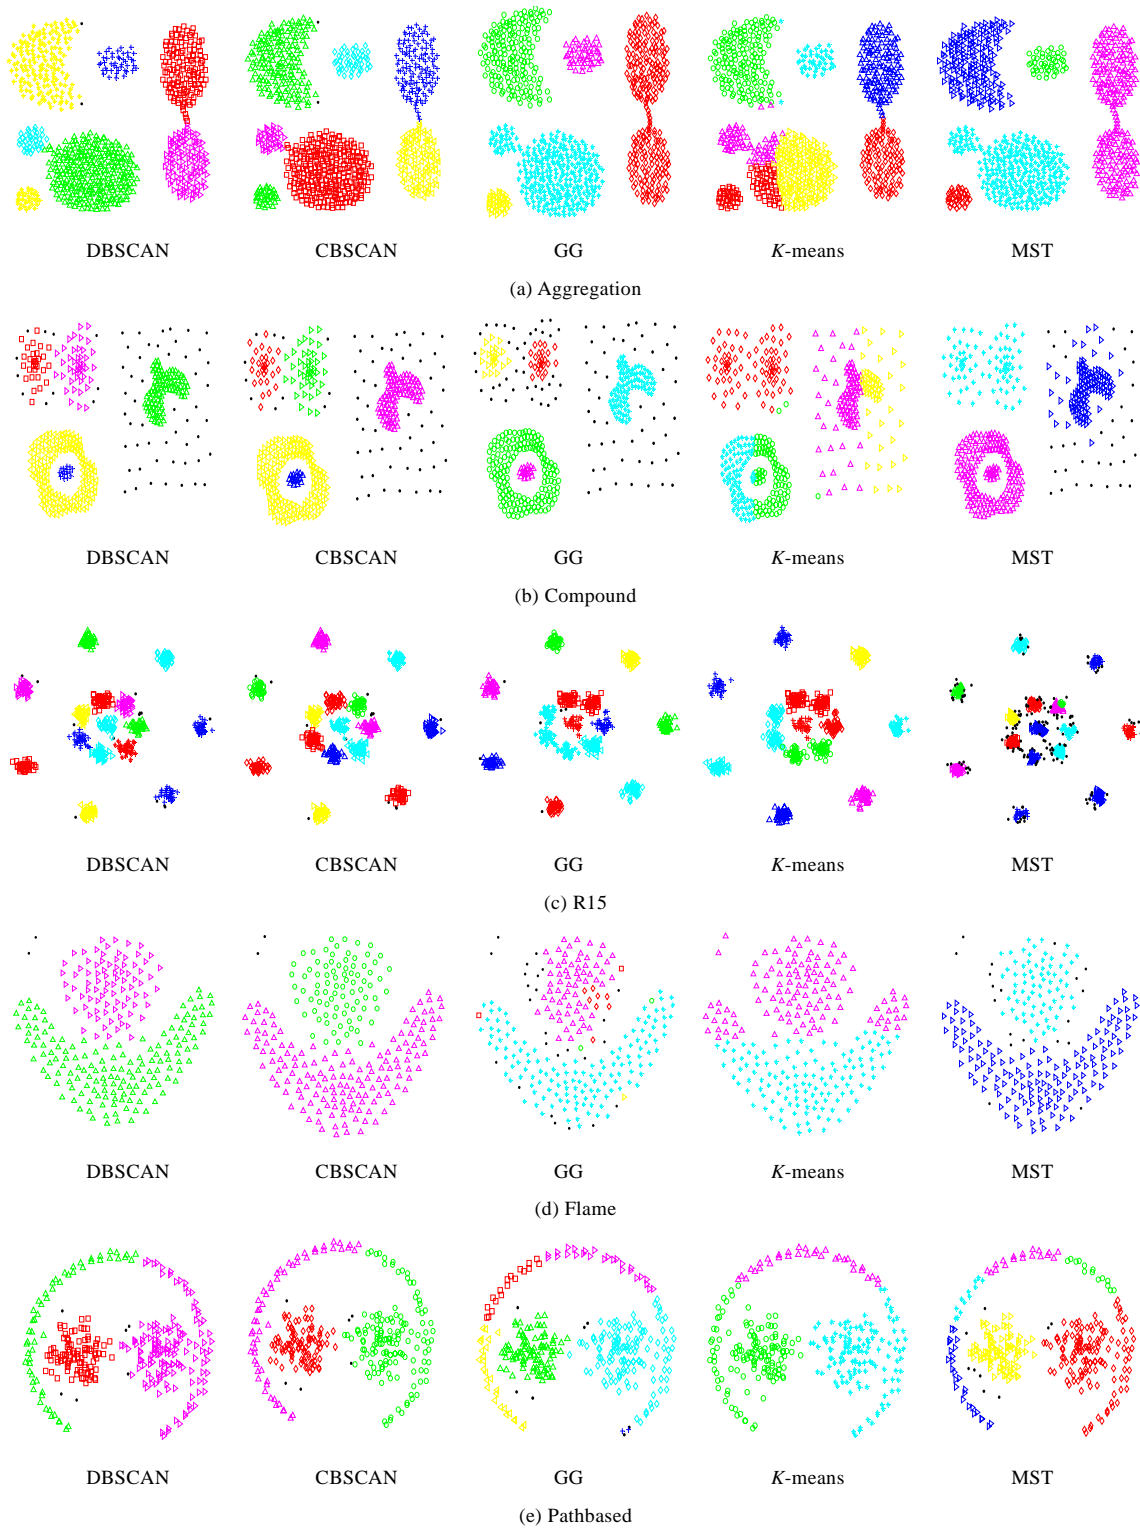 DBSCAN CBSCAN GG K-means MST
(a) Aggregation
DBSCAN CBSCAN GG K-means MST
(b) Compound
DBSCAN CBSCAN GG K-means MST
(c) R15
DBSCAN CBSCAN GG K-means MST
(d) Flame
DBSCAN CBSCAN GG K-means MST
(e) Pathbased